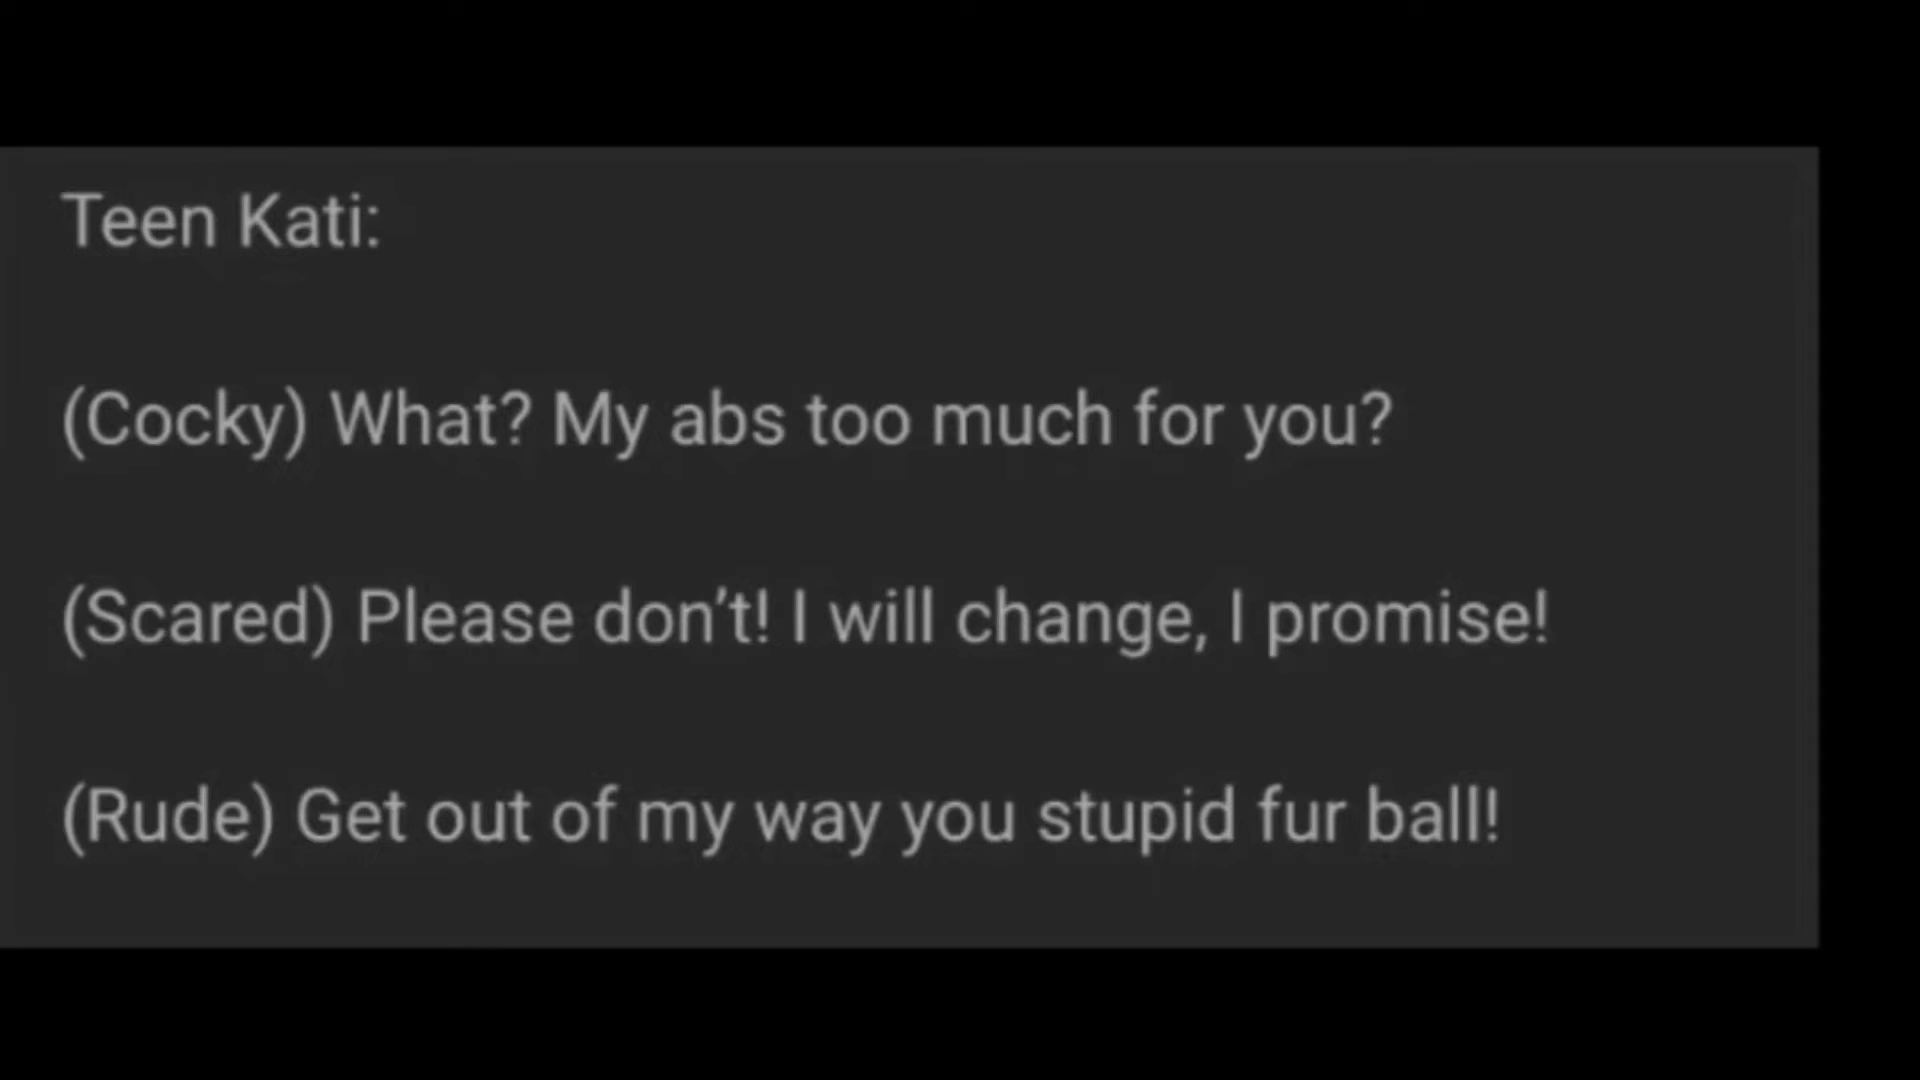 Teen Kati:
(Cocky) What? My abs too much for you?
(Scared) Please don’t! I will change, I promise!
(Rude) Get out of my way you stupid fur ball!